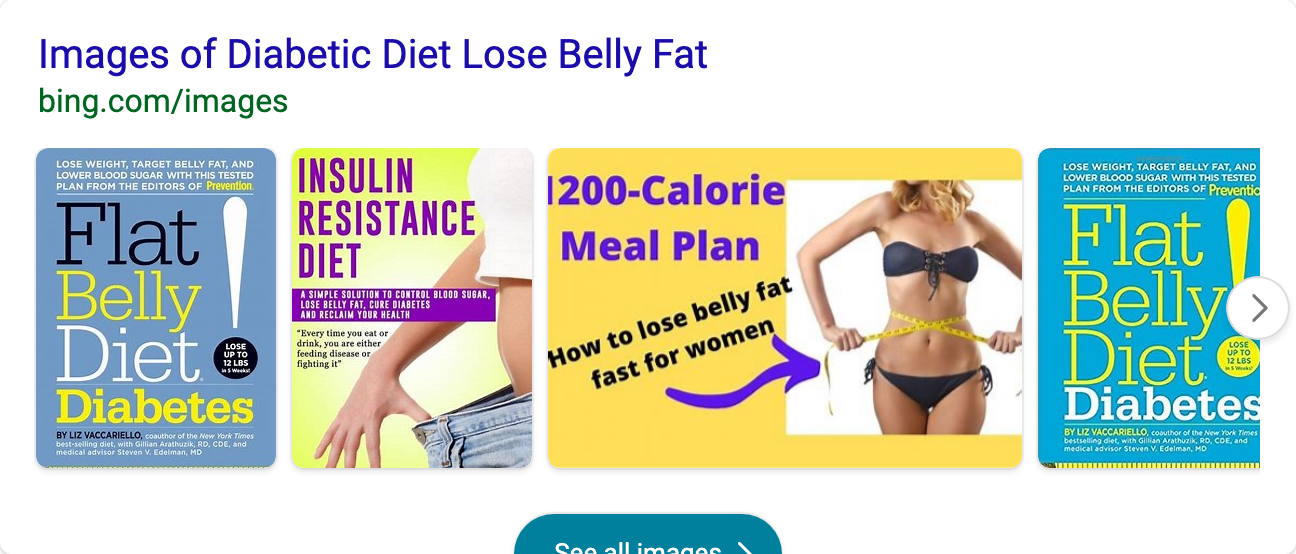 Images of Diabetic Diet Lose Belly Fat
bing.com/images
LOSE WEIGHT, TARGET BELLY FAT, AND
LOWER BLOOD SUGAR WITH THIS TESTED
PLAN FROM THE EDITORS OF Prevention.
Flat
Belly
Diet
!
Diabetes
LOSE
UP TO
12 LBS
in 5 Weeks!
BY LIZ VACCARIELLO, coauthor of the New York Times
best-selling diet, with Gillian Arathuzik, RD, CDE, and
medical advisor Steven V. Edelman, MD
INSULIN
RESISTANCE
DIET
A SIMPLE SOLUTION TO CONTROL BLOOD SUGAR,
LOSE BELLY FAT, CURE DIABETES
AND RECLAIM YOUR HEALTH
"Every time you eat or
drink, you are either
feeding disease or
fighting it"
1200-Calorie
Meal Plan
How to lose belly fat
fast for women
LOSE WEIGHT, TARGET BELLY FAT, AND
LOWER BLOOD SUGAR WITH THIS TESTED
PLAN FROM THE EDITORS OF Preventio
Flat
Belly
Diet
!
Diabetes
LOSE
UP TO
12 LBS
in 5 Weeks!
BY LIZ VACCARIELLO, coauthor of the New York Times
bestselling diet, with Gillian Arathuzik, RD, CDE, and
medical advisor Steven V. Edelman, MD
See all images